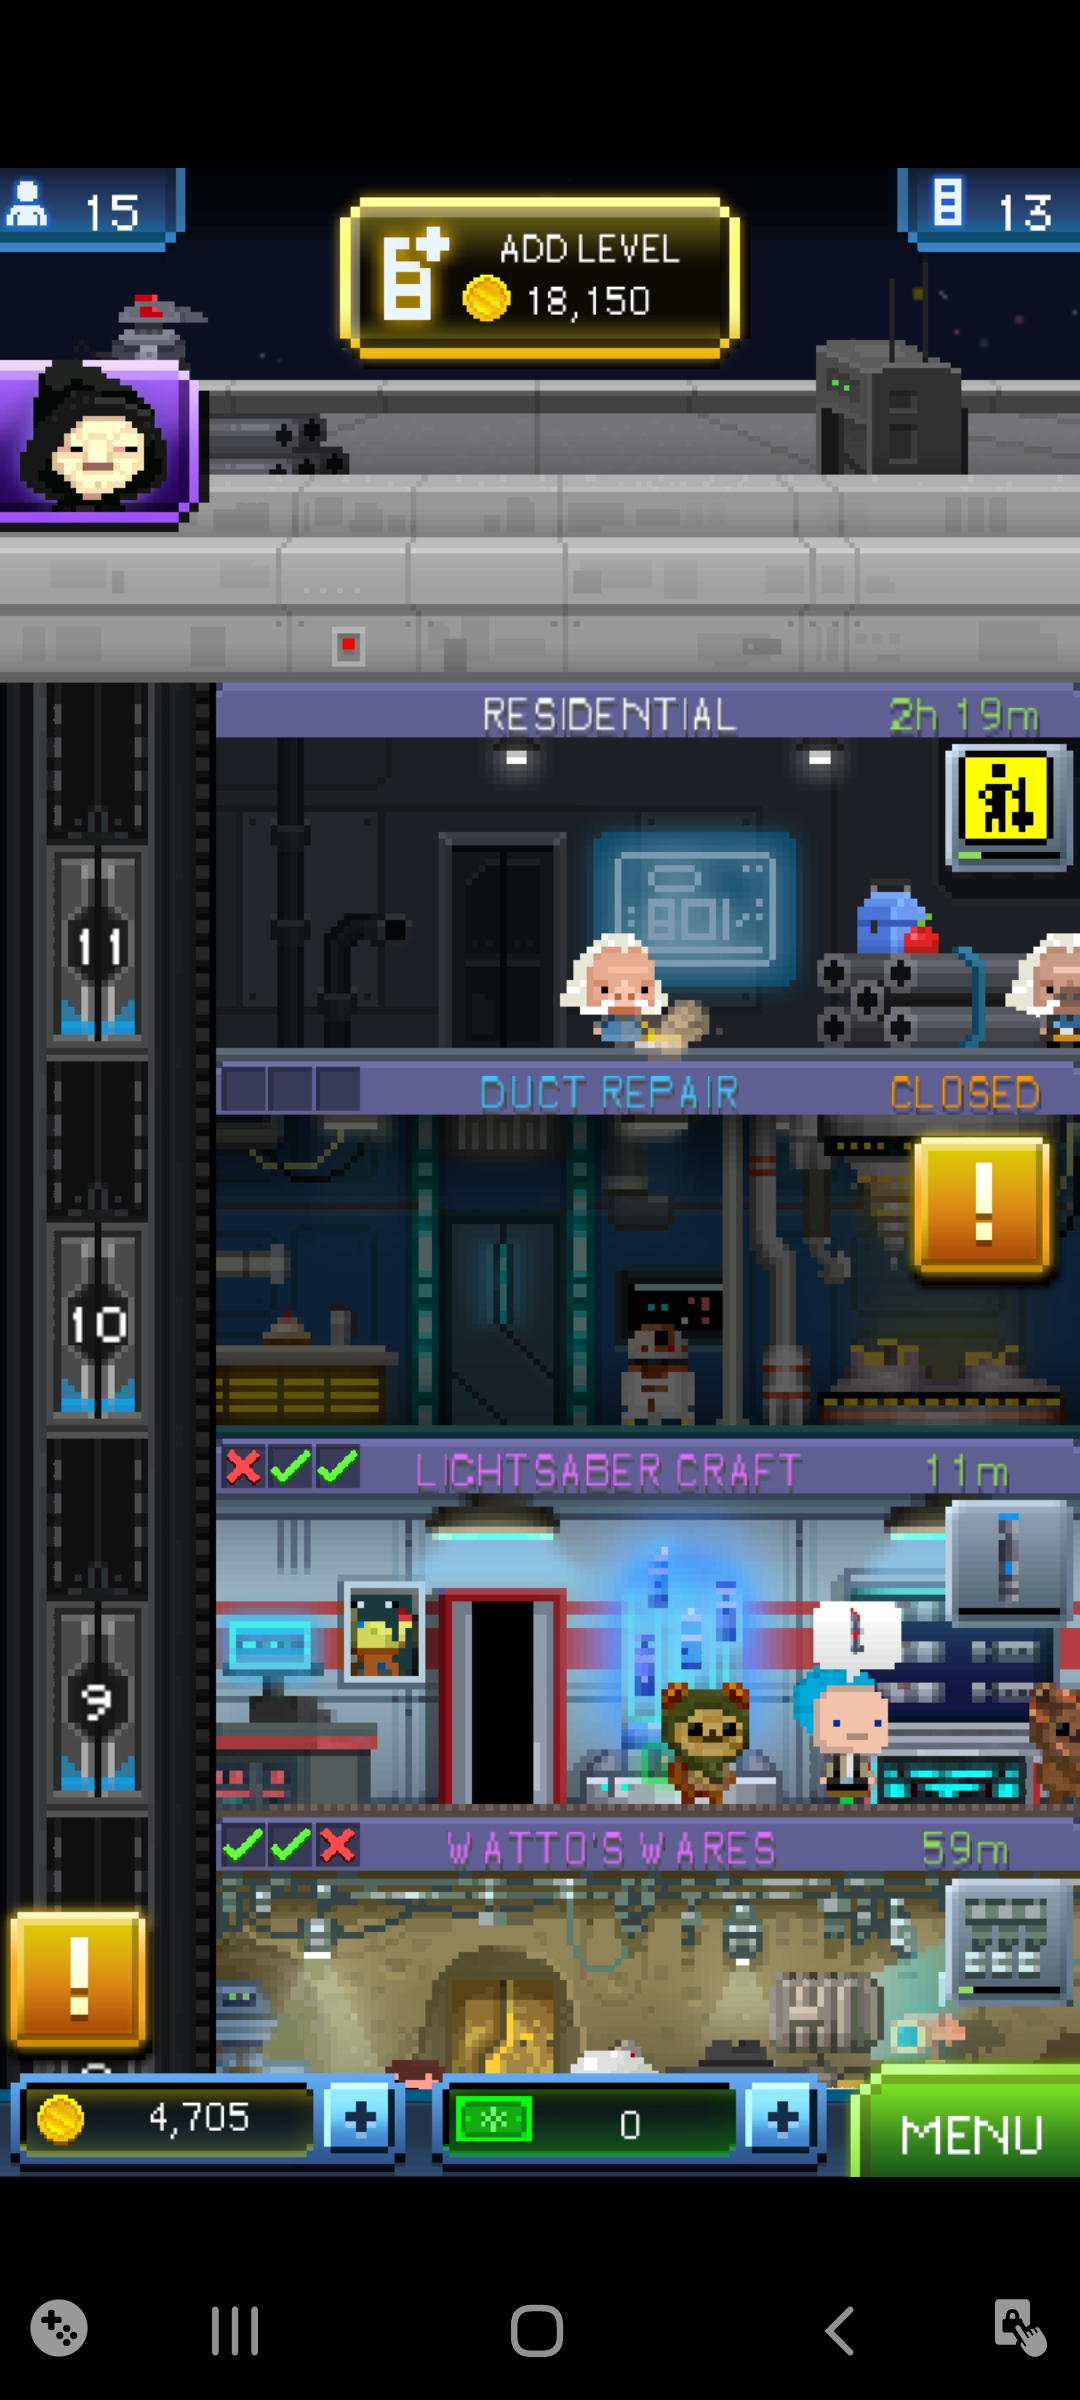 15
ADD LEVEL
18,150
13
RESIDENTIAL 2h 19m
11
801
DUCT REPAIR CLOSED
!
10
LIGHTSABER CRAFT 11m
9
WATTO'S WARES 59m
!
4,705
+
0
+
MENU